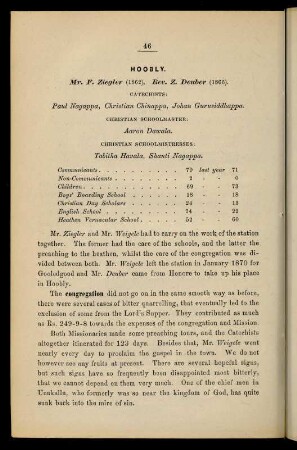 46
HOOBLY.
Mr. F. Ziegler (1862), Rev. Z. Deuber (1865).
CATECHISTS:
Paul Nagappa, Christian Chinappa, Johan Gurusiddhappa.
CHRISTIAN SCHOOLMASTER:
Aaron Dawala.
CHRISTIAN SCHOOLMISTRESSES:
Tabitha Havala, Shanti Nagappa.
Communicants . . . . . . . 79 last year 71
Non-Communicants . . . . . . 2 „ 6
Children . . . . . . . . 69 „ 73
Boys' Boarding School . . . . . 18 „ 18
Christian Day Scholars . . . . . 24 „ 13
English School . . . . . . . 74 „
Heathen Vernacular School . . . . 52 „ 60
Mr. Ziegler and Mr. Weigele had to carry on the work of the station
together. The former had the care of the schools, and the latter the
preaching to the heathen, whilst the care of the congregation was di-
vided between both. Mr. Weigele left the station in January 1870 for
Gooledgood and Mr. Deuber came from Honore to take up his place
in Hoobly.
The congregation did not go on in the same smooth way as before,
there were several cases of bitter quarrelling, that eventually led to the
exclusion of some from the Lord's Supper. They contributed as much
as Rs. 249-9-8 towards the expenses of the congregation and Mission.
Both Missionaries made some preaching tours, and the Catechists
altogether itinerated for 123 days. Besides that, Mr. Weigele went
nearly every day to proclaim the gospel in the town. We do not
however see any fruits at present. There are several hopeful signs,
but such signs have so frequently been disappointed most bitterly,
that we cannot depend on them very much. One of the chief men in
Unakallu, who formerly was so near the kingdom of God, has quite
sunk back into the mire of sin.